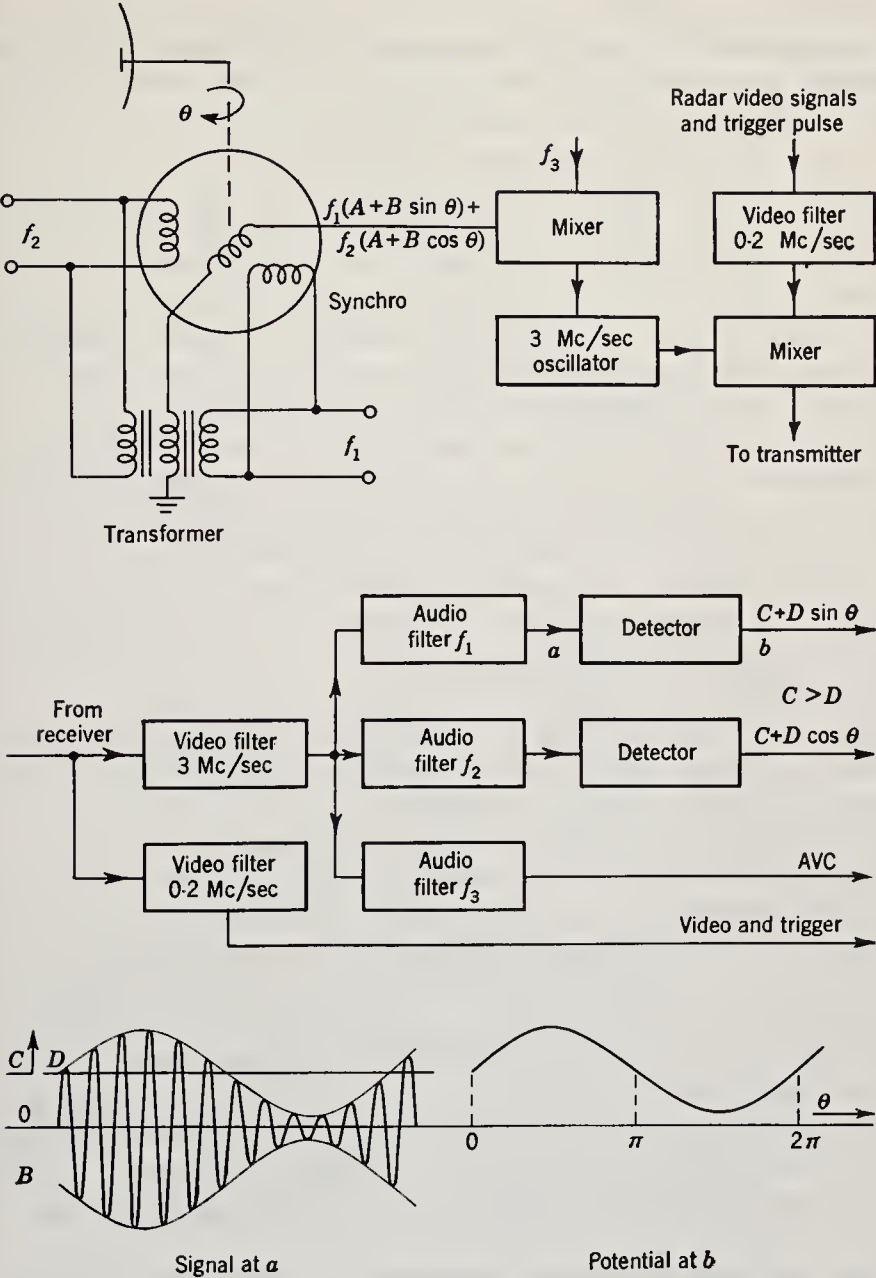 θ
Radar video signals
and trigger pulse
f₃
f₁(A+B sin θ)+
f₂(A+B cos θ)
f₂
Mixer
Video filter
0-2 Mc/sec
Synchro
3 Mc/sec
oscillator
Mixer
f₁
To transmitter
Transformer
Audio
filter f₁
a
Detector
C+D sin θ
b
C>D
From
receiver
Video filter
3 Mc/sec
Audio
filter f₂
Detector
C+D cos θ
Video filter
0-2 Mc/sec
Audio
filter f₃
AVC
Video and trigger
C
D
0
B
θ
0
π
2π
Signal at a
Potential at b